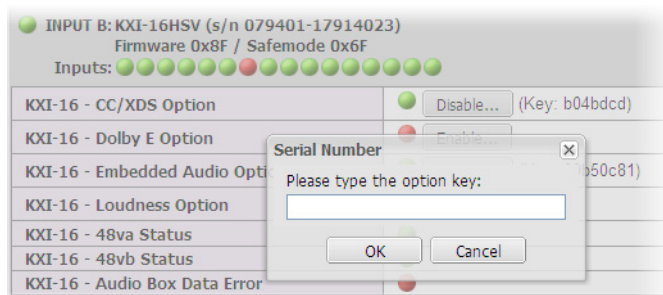 INPUT B: KXI-16HSV (s/n 079401-17914023)
Firmware 0x8F / Safemode 0x6F
Inputs:
KXI-16 - CC/XDS Option Disable... (Key: b04bdcd)
KXI-16 - Dolby E Option Enable...
Serial Number
KXI-16 - Embedded Audio b50c81)
Please type the option key:
KXI-16 - Loudness Option
KXI-16 - 48va Status
OK Cancel
KXI-16 - 48vb Status
KXI-16 - Audio Box Data Error